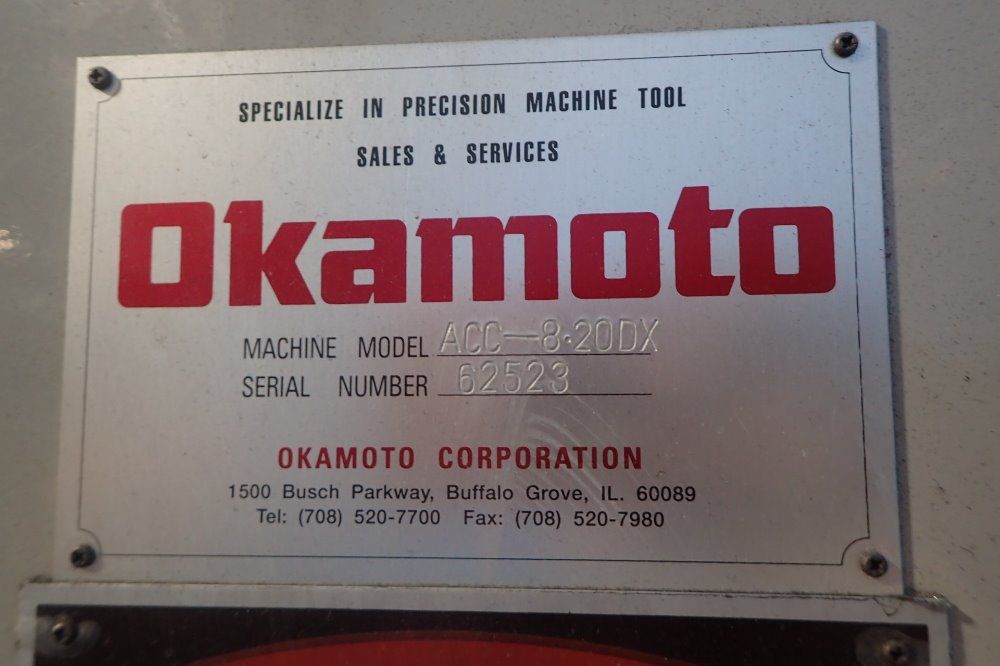 SPECIALIZE IN PRECISION MACHINE TOOL
SALES & SERVICES
Okamoto
MACHINE MODEL ACC-8·20DX
SERIAL NUMBER 62523
OKAMOTO CORPORATION
1500 Busch Parkway, Buffalo Grove, IL. 60089
Tel: (708) 520-7700 Fax: (708) 520-7980